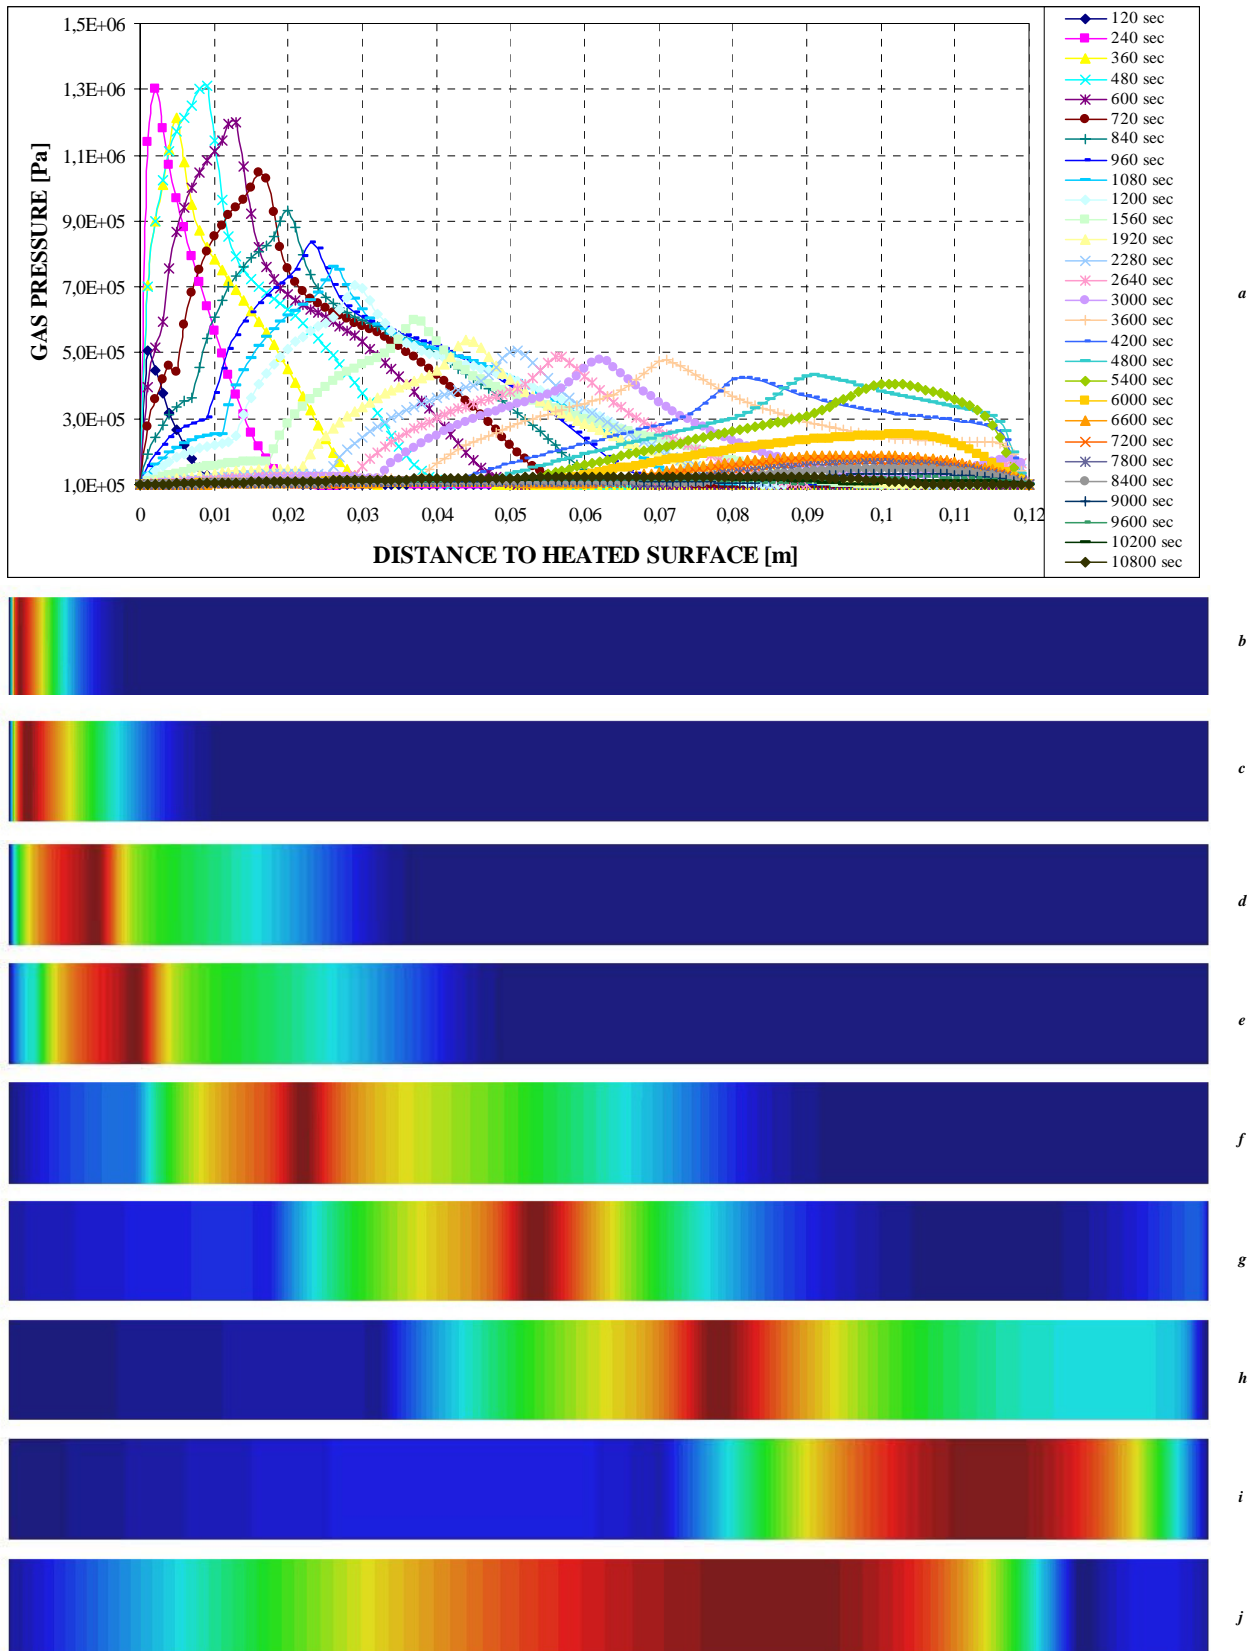 1,5E+06
1,3E+06
1,1E+06
9,0E+05
7,0E+05
5,0E+05
3,0E+05
1,0E+05
GAS PRESSURE [Pa]
0 0,01 0,02 0,03 0,04 0,05 0,06 0,07 0,08 0,09 0,1 0,11 0,12
DISTANCE TO HEATED SURFACE [m]
120 sec
240 sec
360 sec
480 sec
600 sec
720 sec
840 sec
960 sec
1080 sec
1200 sec
1560 sec
1920 sec
2280 sec
2640 sec
3000 sec
3600 sec
4200 sec
4800 sec
5400 sec
6000 sec
6600 sec
7200 sec
7800 sec
8400 sec
9000 sec
9600 sec
10200 sec
10800 sec
a
b
c
d
e
f
g
h
i
j